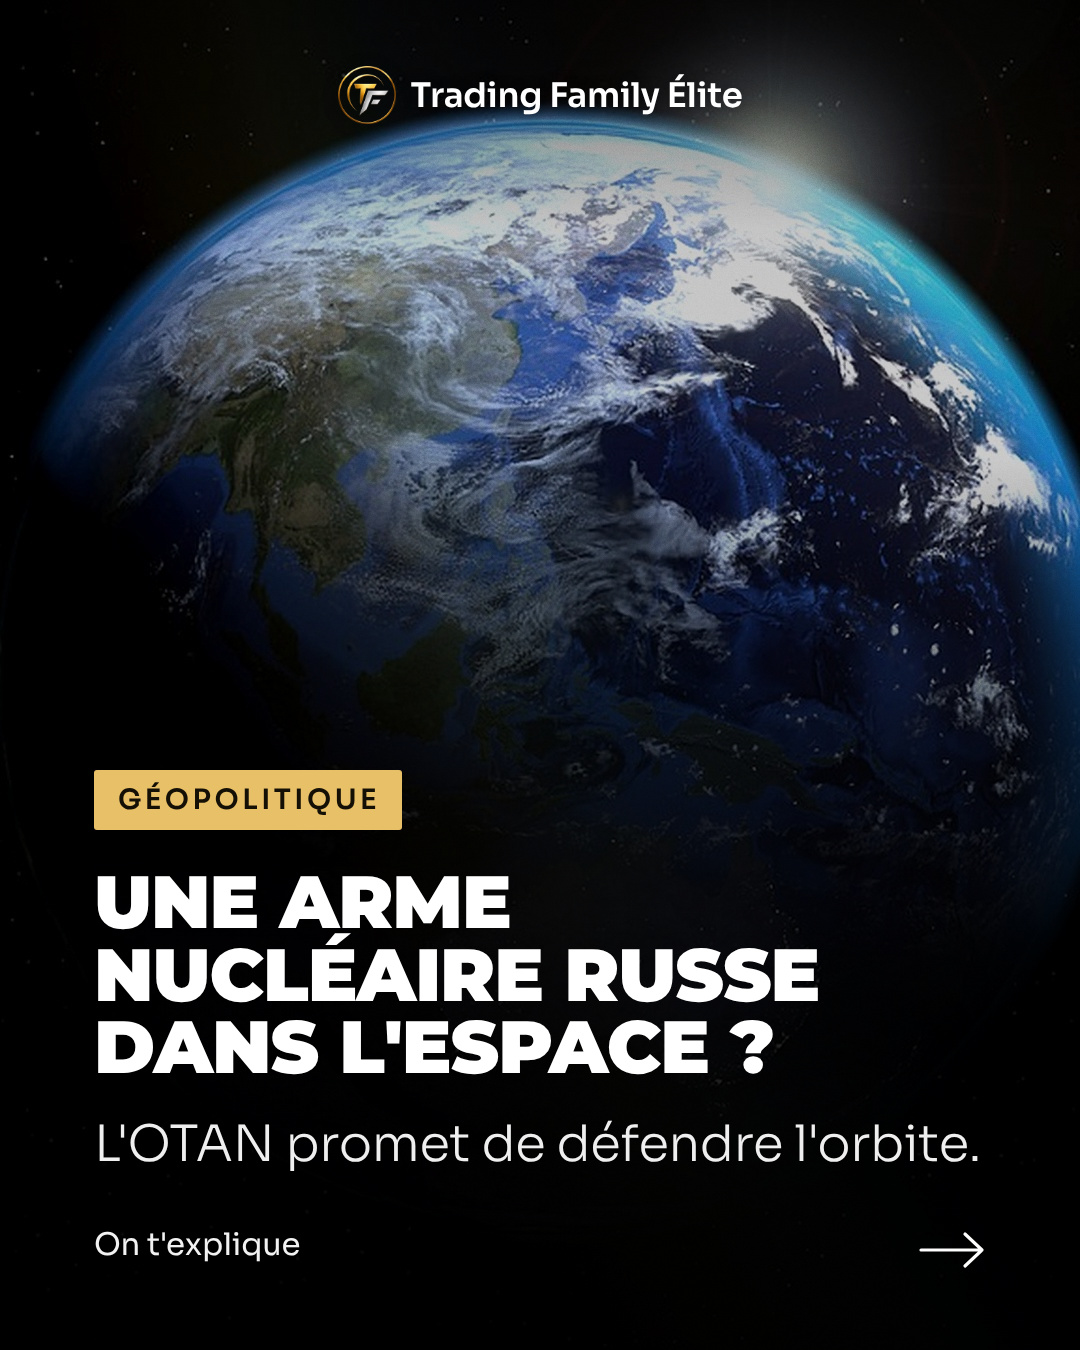 Trading Family Élite
GÉOPOLITIQUE
UNE ARME
NUCLÉAIRE RUSSE
DANS L'ESPACE ?
L'OTAN promet de défendre l'orbite.
On t'explique